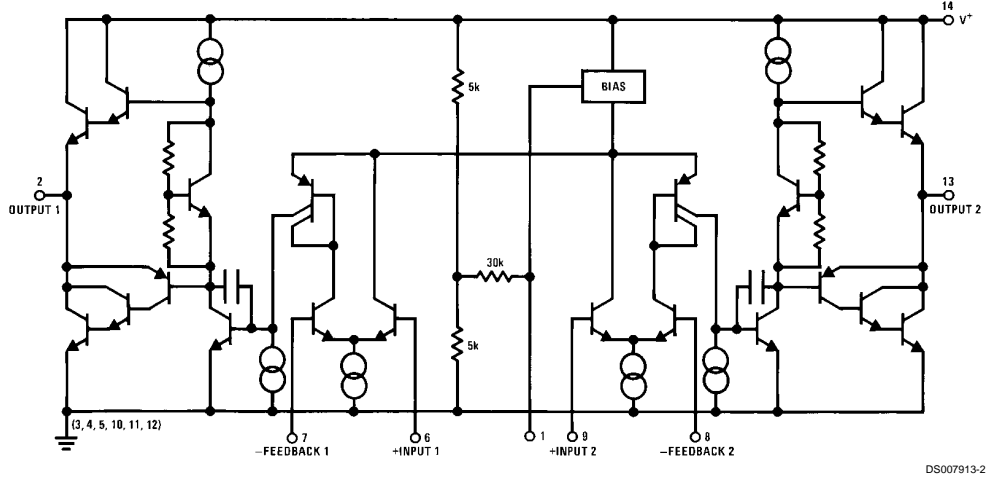 14
V+
5k
BIAS
2
OUTPUT 1
13
OUTPUT 2
30k
5k
(3, 4, 5, 10, 11, 12)
7
–FEEDBACK 1
6
+INPUT 1
1
9
+INPUT 2
8
–FEEDBACK 2
DS007913-2